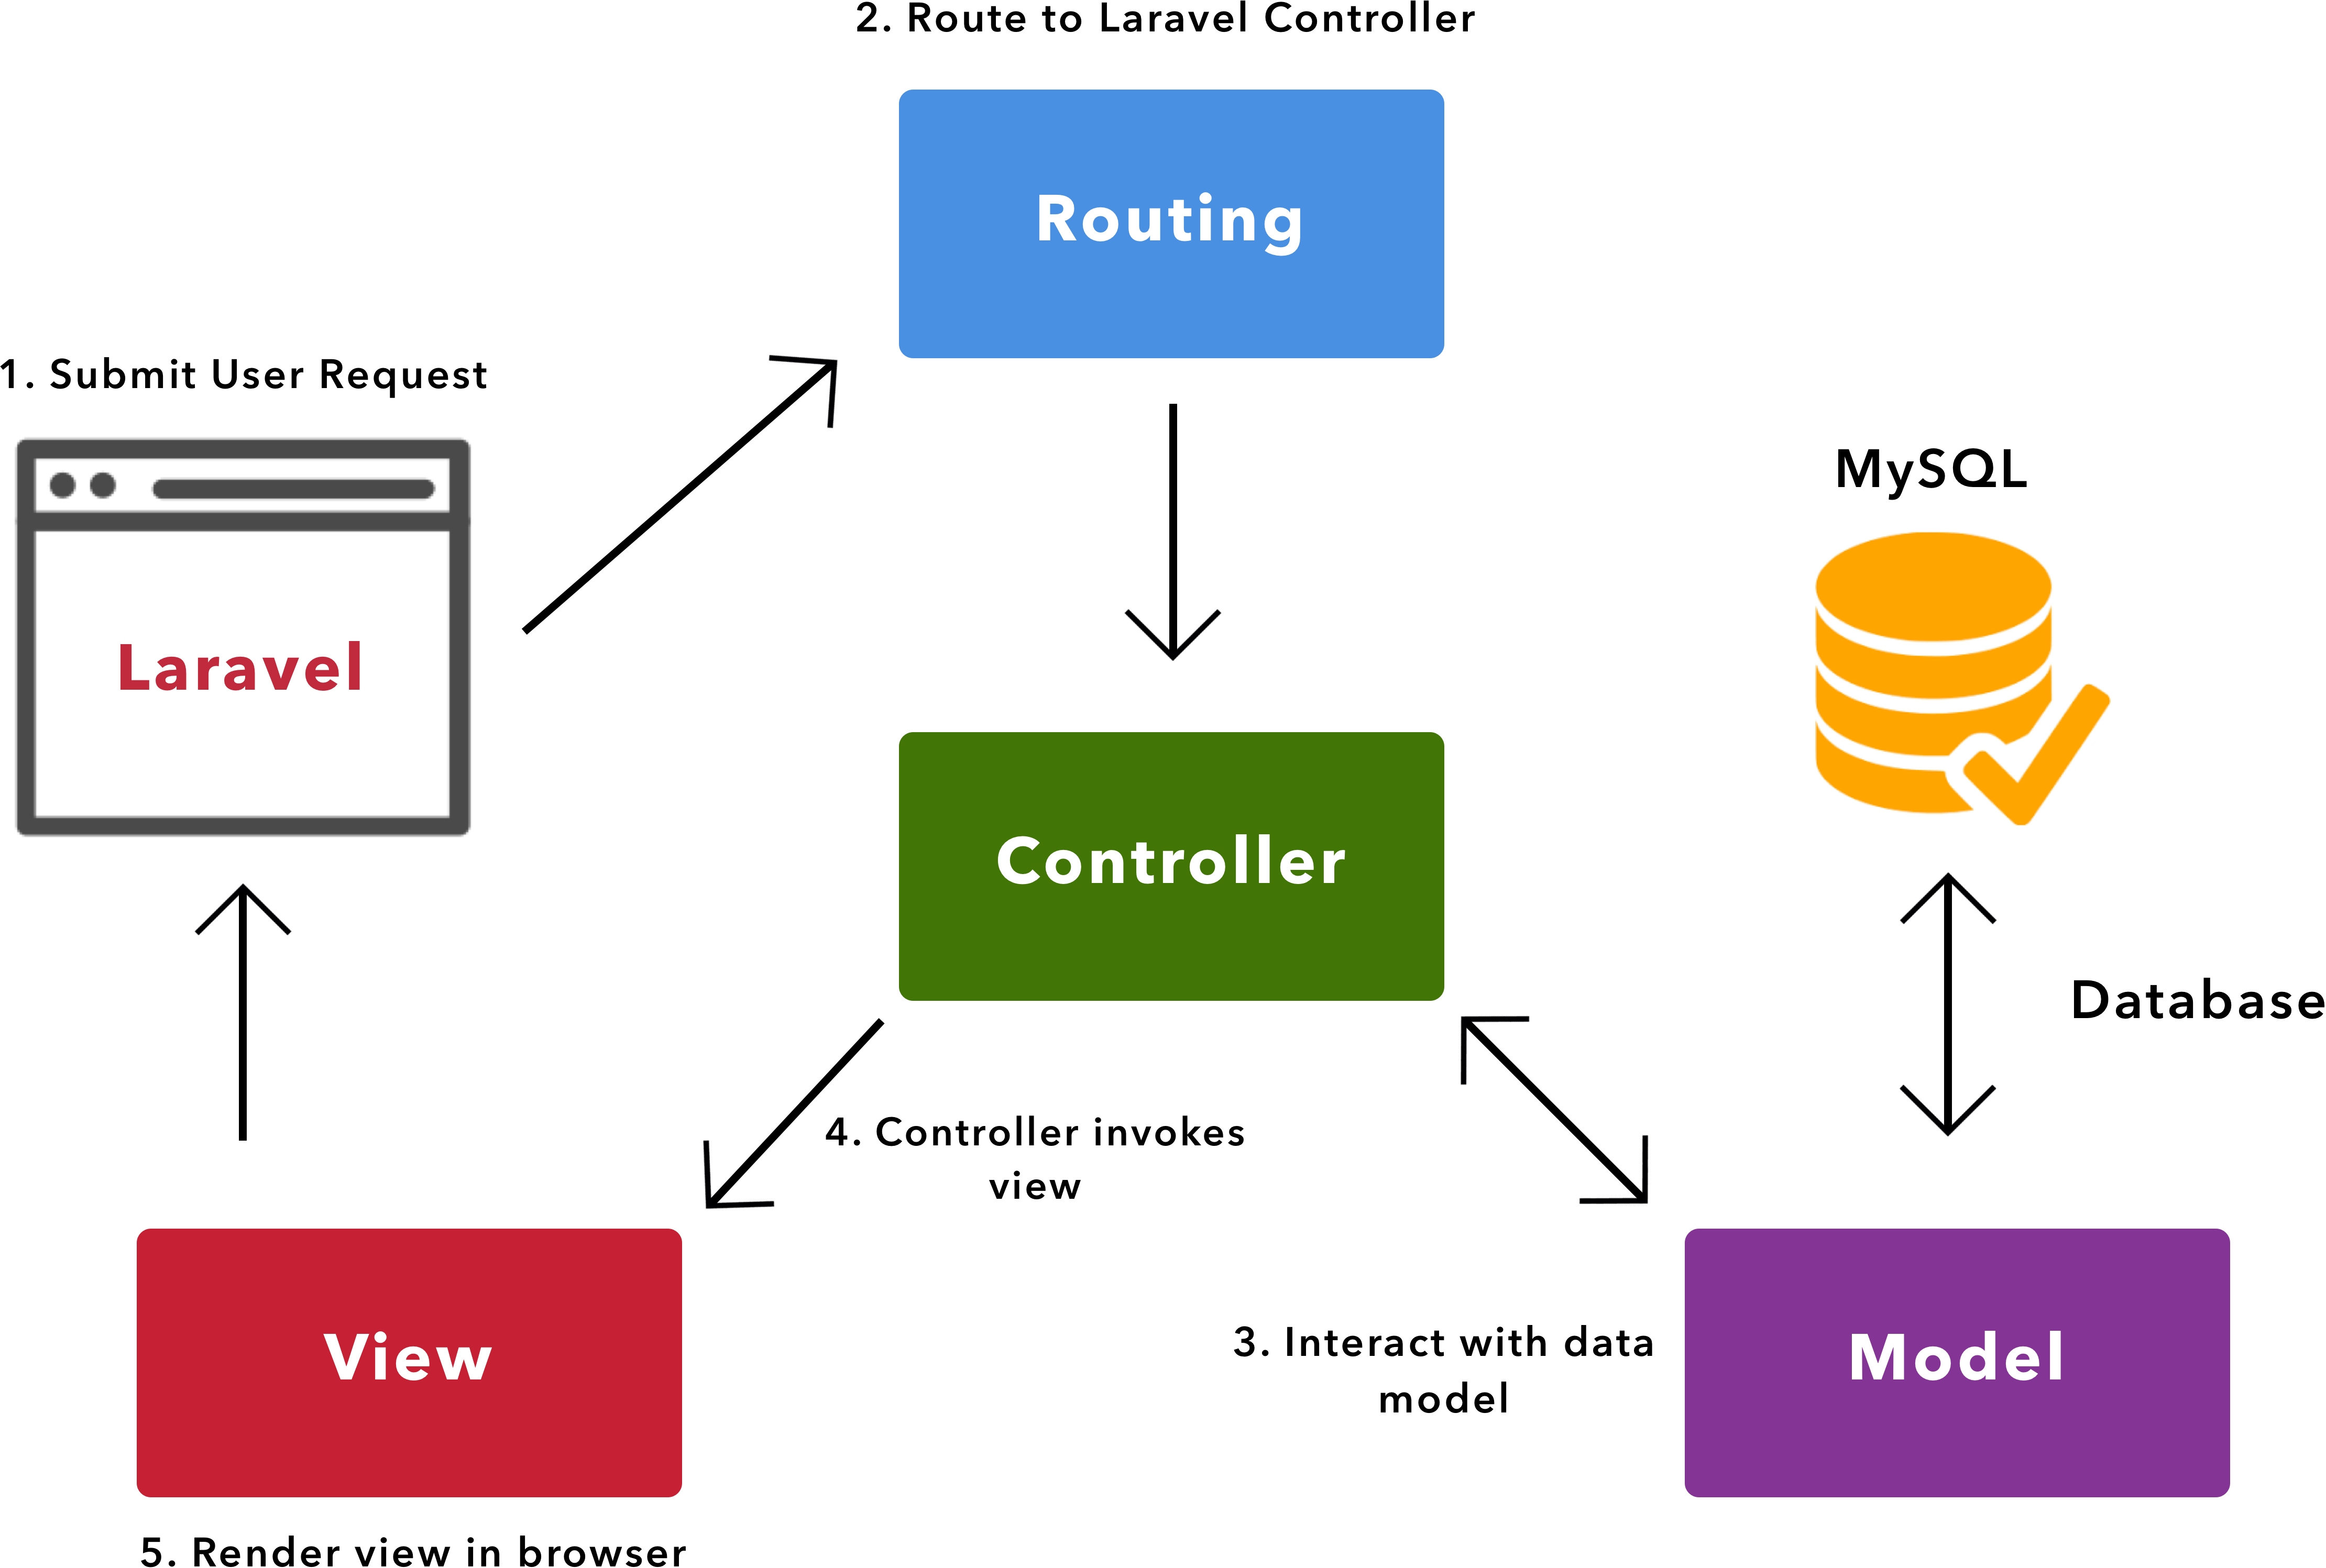 2. Route to Laravel Controller
Routing
1. Submit User Request
Laravel
MySQL
Controller
Database
4. Controller invokes
view
3. Interact with data
model
View
Model
5. Render view in browser